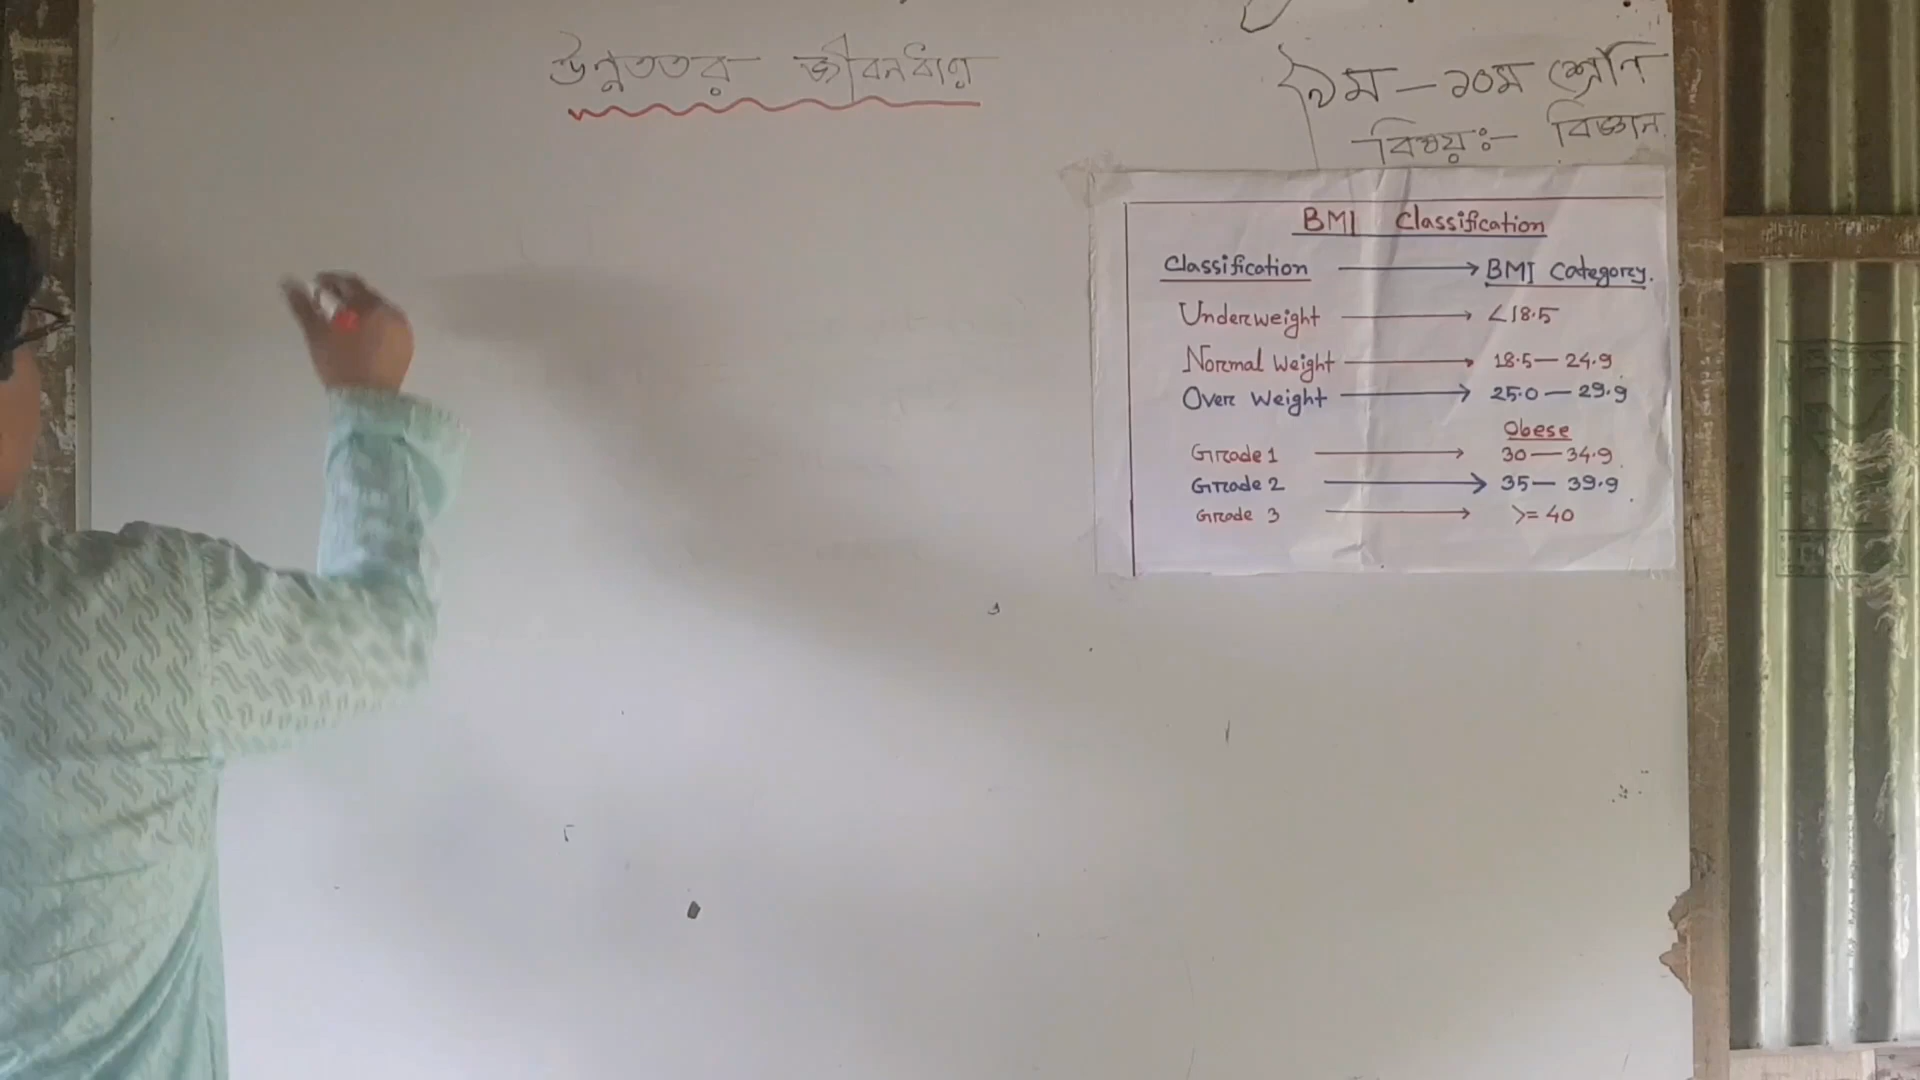 উন্নততর জীবনধারা
৯ম – ১০ম শ্রেণি
বিষয়ঃ- বিজ্ঞান
BMI Classification
Classification → BMI Category.
Underweight → <18.5
Normal Weight → 18.5 – 24.9
Over Weight → 25.0 – 29.9
Obese
Grade 1 → 30 – 34.9
Grade 2 → 35 – 39.9
Grade 3 → >= 40